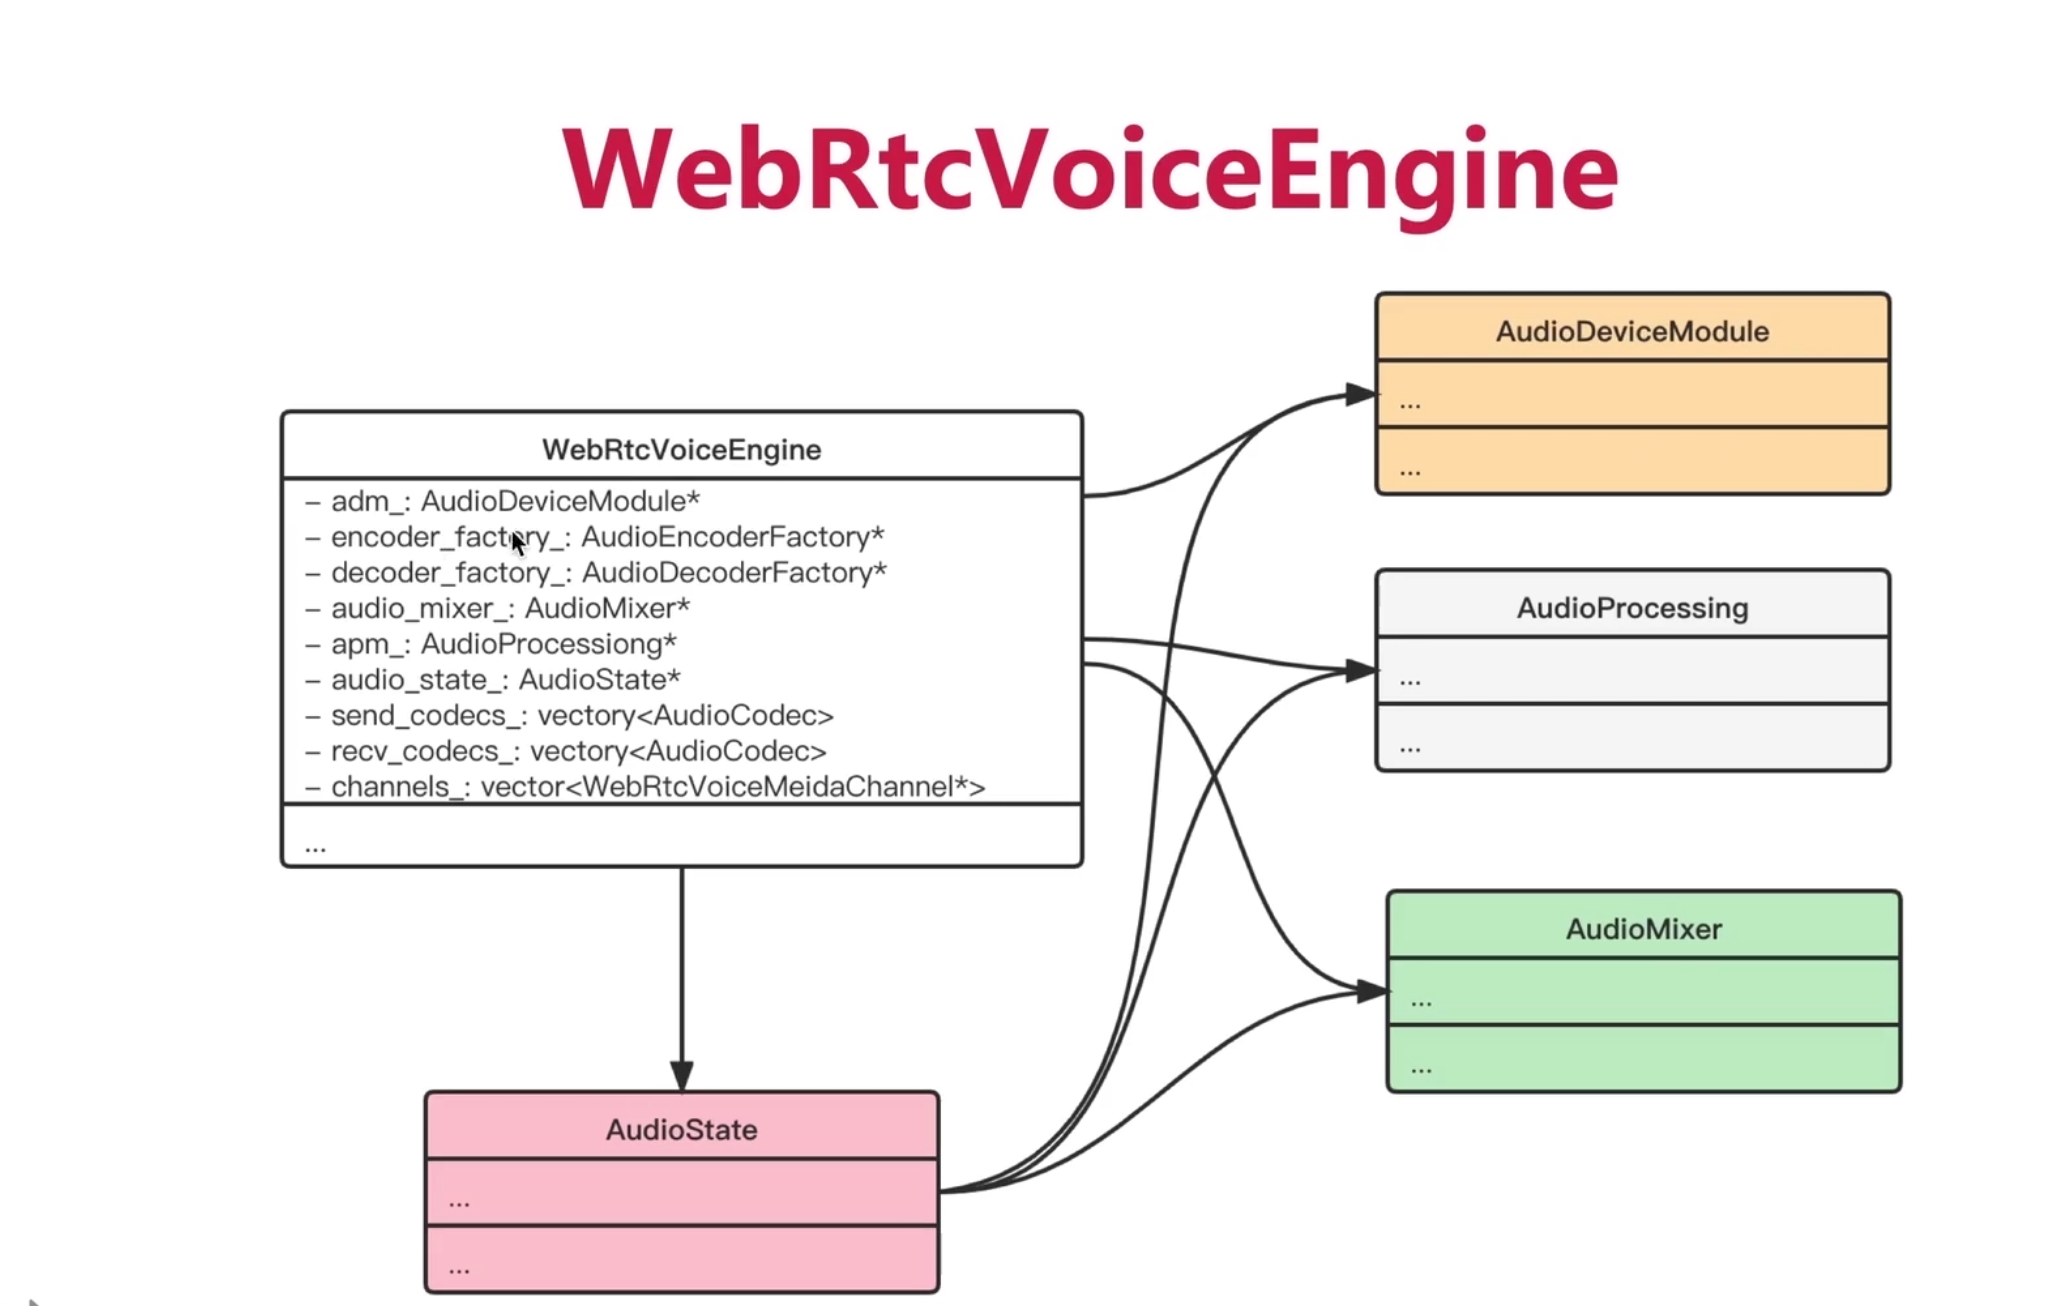 WebRtcVoiceEngine
WebRtcVoiceEngine
– adm_: AudioDeviceModule*
– encoder_factory_: AudioEncoderFactory*
– decoder_factory_: AudioDecoderFactory*
– audio_mixer_: AudioMixer*
– apm_: AudioProcessiong*
– audio_state_: AudioState*
– send_codecs_: vectory<AudioCodec>
– recv_codecs_: vectory<AudioCodec>
– channels_: vector<WebRtcVoiceMeidaChannel*>
...
AudioDeviceModule
...
...
AudioProcessing
...
...
AudioMixer
...
...
AudioState
...
...